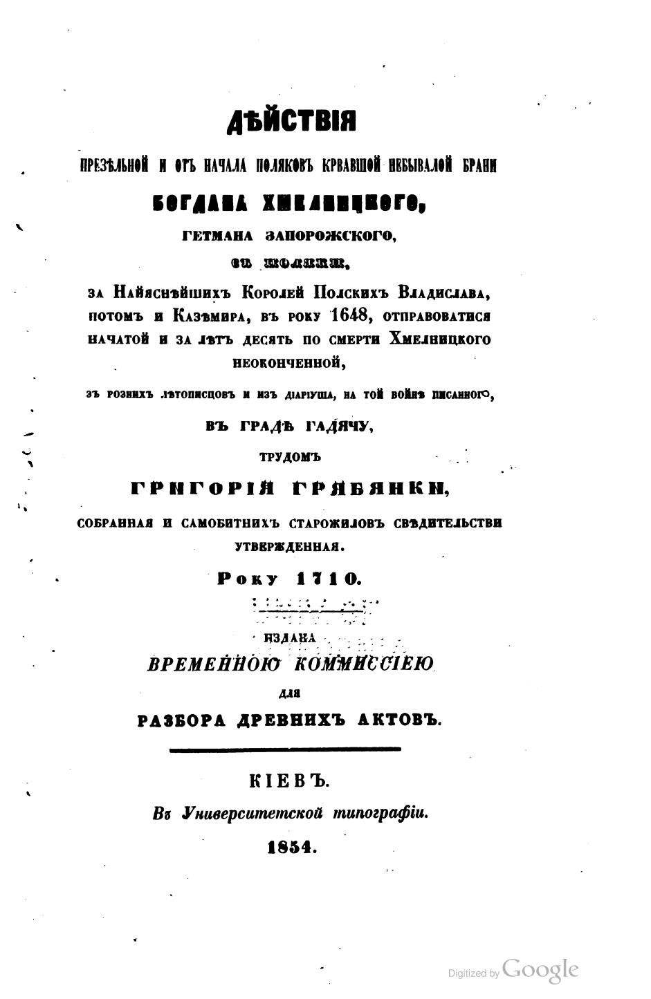 ДѢЙСТВІЯ
ПРЕЗѢЛЬНОЙ И ОТЪ НАЧАЛА ПОЛЯКОВЪ КРВАВШОЙ НЕБЫВАЛОЙ БРАНИ
БОГДАНА ХМЕЛНИЦКОГО,
ГЕТМАНА ЗАПОРОЖСКОГО,
СЪ ПОЛЯКИ,
ЗА НАЙЯСНѢЙШИХЪ КОРОЛЕЙ ПОЛСКИХЪ ВЛАДИСЛАВА,
ПОТОМЪ И КАЗѢМИРА, ВЪ РОКУ 1648, ОТПРАВОВАТИСЯ
НАЧАТОЙ И ЗА ЛѢТЪ ДЕСЯТЬ ПО СМЕРТИ ХМЕЛНИЦКОГО
НЕОКОНЧЕННОЙ,
ЗЪ РОЗНИХЪ ЛѢТОПИСЦОВЪ И ИЗЪ ДІАРІУША, НА ТОЙ ВОЙНѢ ПИСАННОГО,
ВЪ ГРАДѢ ГАДЯЧУ,
ТРУДОМЪ
ГРИГОРІЯ ГРЯБЯНКИ,
СОБРАННАЯ И САМОБИТНИХЪ СТАРОЖИЛОВЪ СВѢДИТЕЛЬСТВИ
УТВЕРЖДЕННАЯ.
РОКУ 1710.
ИЗДАНА
ВРЕМЕННОЮ КОММИССІЕЮ
ДЛЯ
РАЗБОРА ДРЕВНИХЪ АКТОВЪ.
КІЕВЪ.
Въ Университетской типографіи.
1854.
Digitized by Google